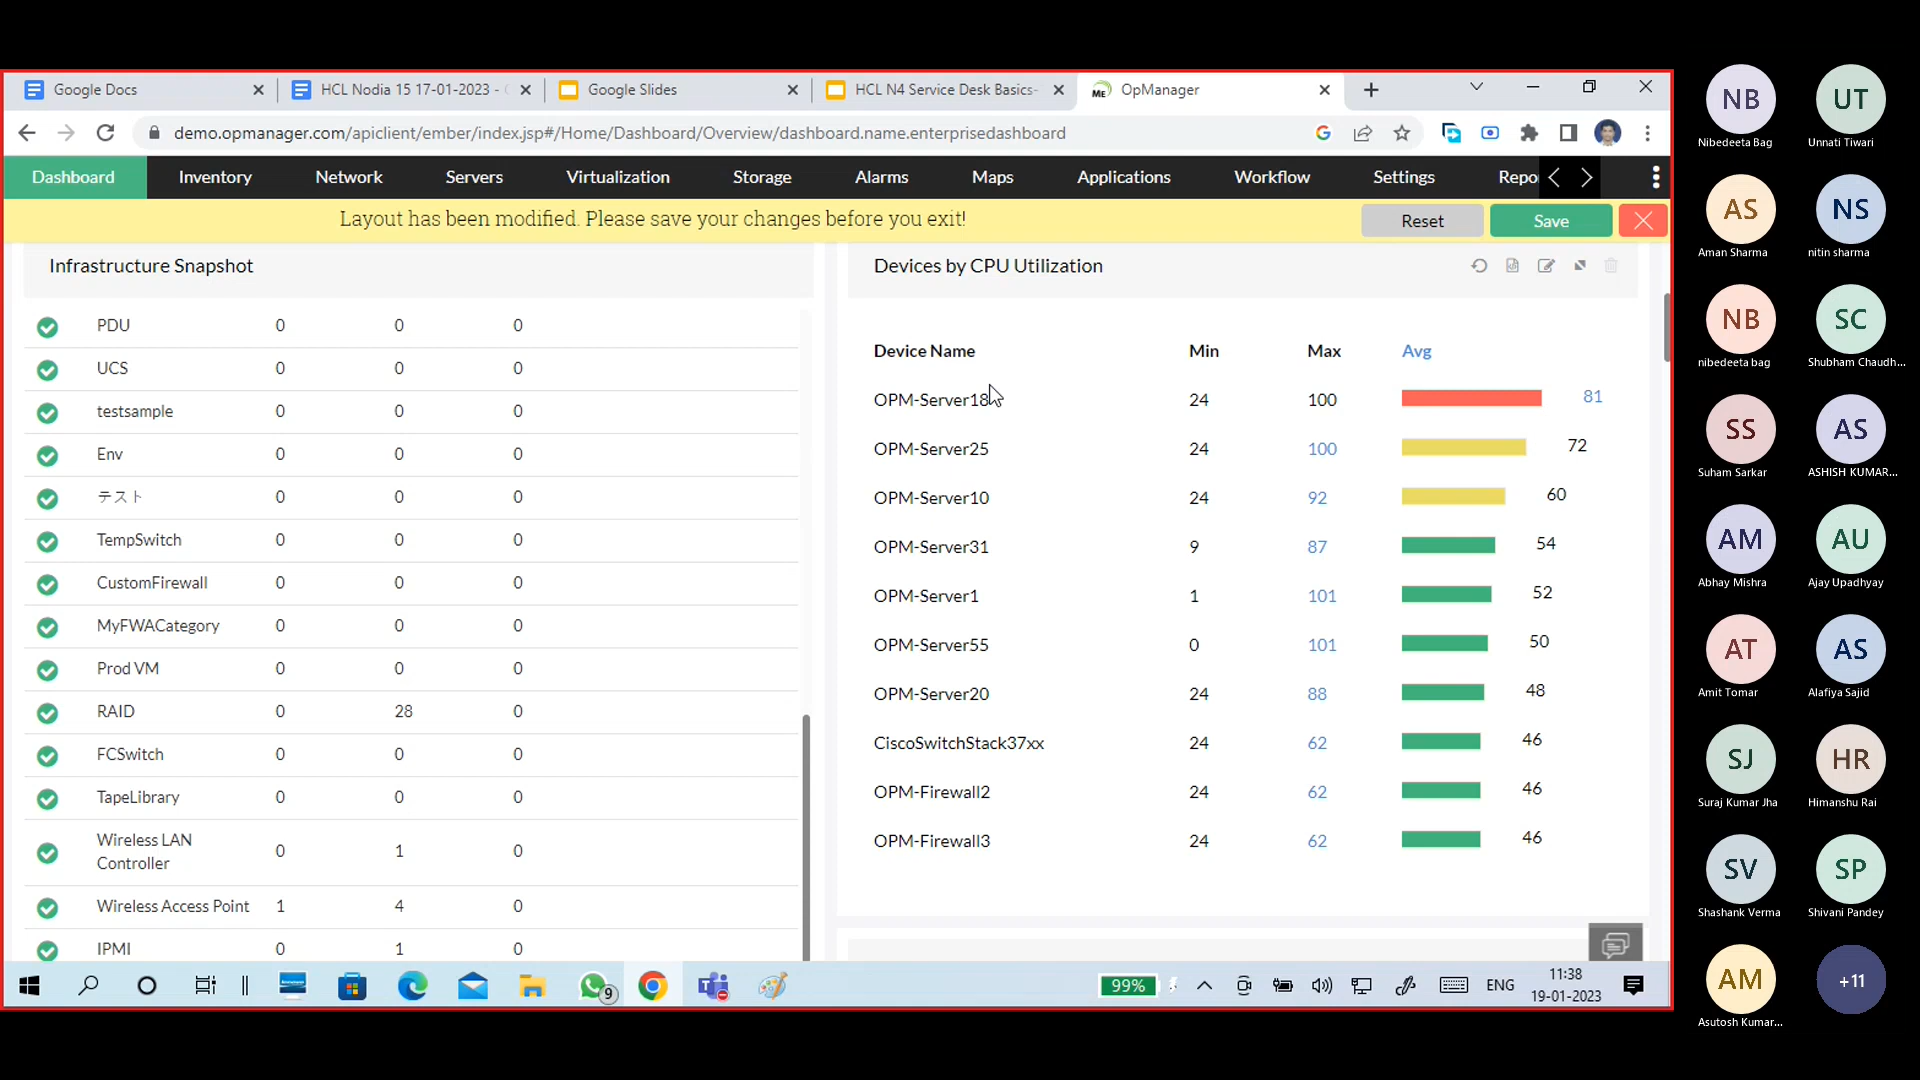 Google Docs
HCL Nodia 15 17-01-2023 -
Google Slides
HCL N4 Service Desk Basics-
ME OpManager
demo.opmanager.com/apiclient/ember/index.jsp#/Home/Dashboard/Overview/dashboard.name.enterprisedashboard
Dashboard Inventory Network Servers Virtualization Storage Alarms Maps Applications Workflow Settings Repo
Layout has been modified. Please save your changes before you exit! Reset Save
Infrastructure Snapshot
PDU 0 0 0
UCS 0 0 0
testsample 0 0 0
Env 0 0 0
テスト 0 0 0
TempSwitch 0 0 0
CustomFirewall 0 0 0
MyFWACategory 0 0 0
Prod VM 0 0 0
RAID 0 28 0
FCSwitch 0 0 0
TapeLibrary 0 0 0
Wireless LAN
Controller 0 1 0
Wireless Access Point 1 4 0
IPMI 0 1 0
Devices by CPU Utilization
Device Name Min Max Avg
OPM-Server18 24 100 81
OPM-Server25 24 100 72
OPM-Server10 24 92 60
OPM-Server31 9 87 54
OPM-Server1 1 101 52
OPM-Server55 0 101 50
OPM-Server20 24 88 48
CiscoSwitchStack37xx 24 62 46
OPM-Firewall2 24 62 46
OPM-Firewall3 24 62 46
9
99%
ENG
11:38
19-01-2023
NB UT
Nibedeeta Bag Unnati Tiwari
AS NS
Aman Sharma nitin sharma
NB SC
nibedeeta bag Shubham Chaudh...
SS AS
Suham Sarkar ASHISH KUMAR...
AM AU
Abhay Mishra Ajay Upadhyay
AT AS
Amit Tomar Alafiya Sajid
SJ HR
Suraj Kumar Jha Himanshu Rai
SV SP
Shashank Verma Shivani Pandey
AM +11
Asutosh Kumar...